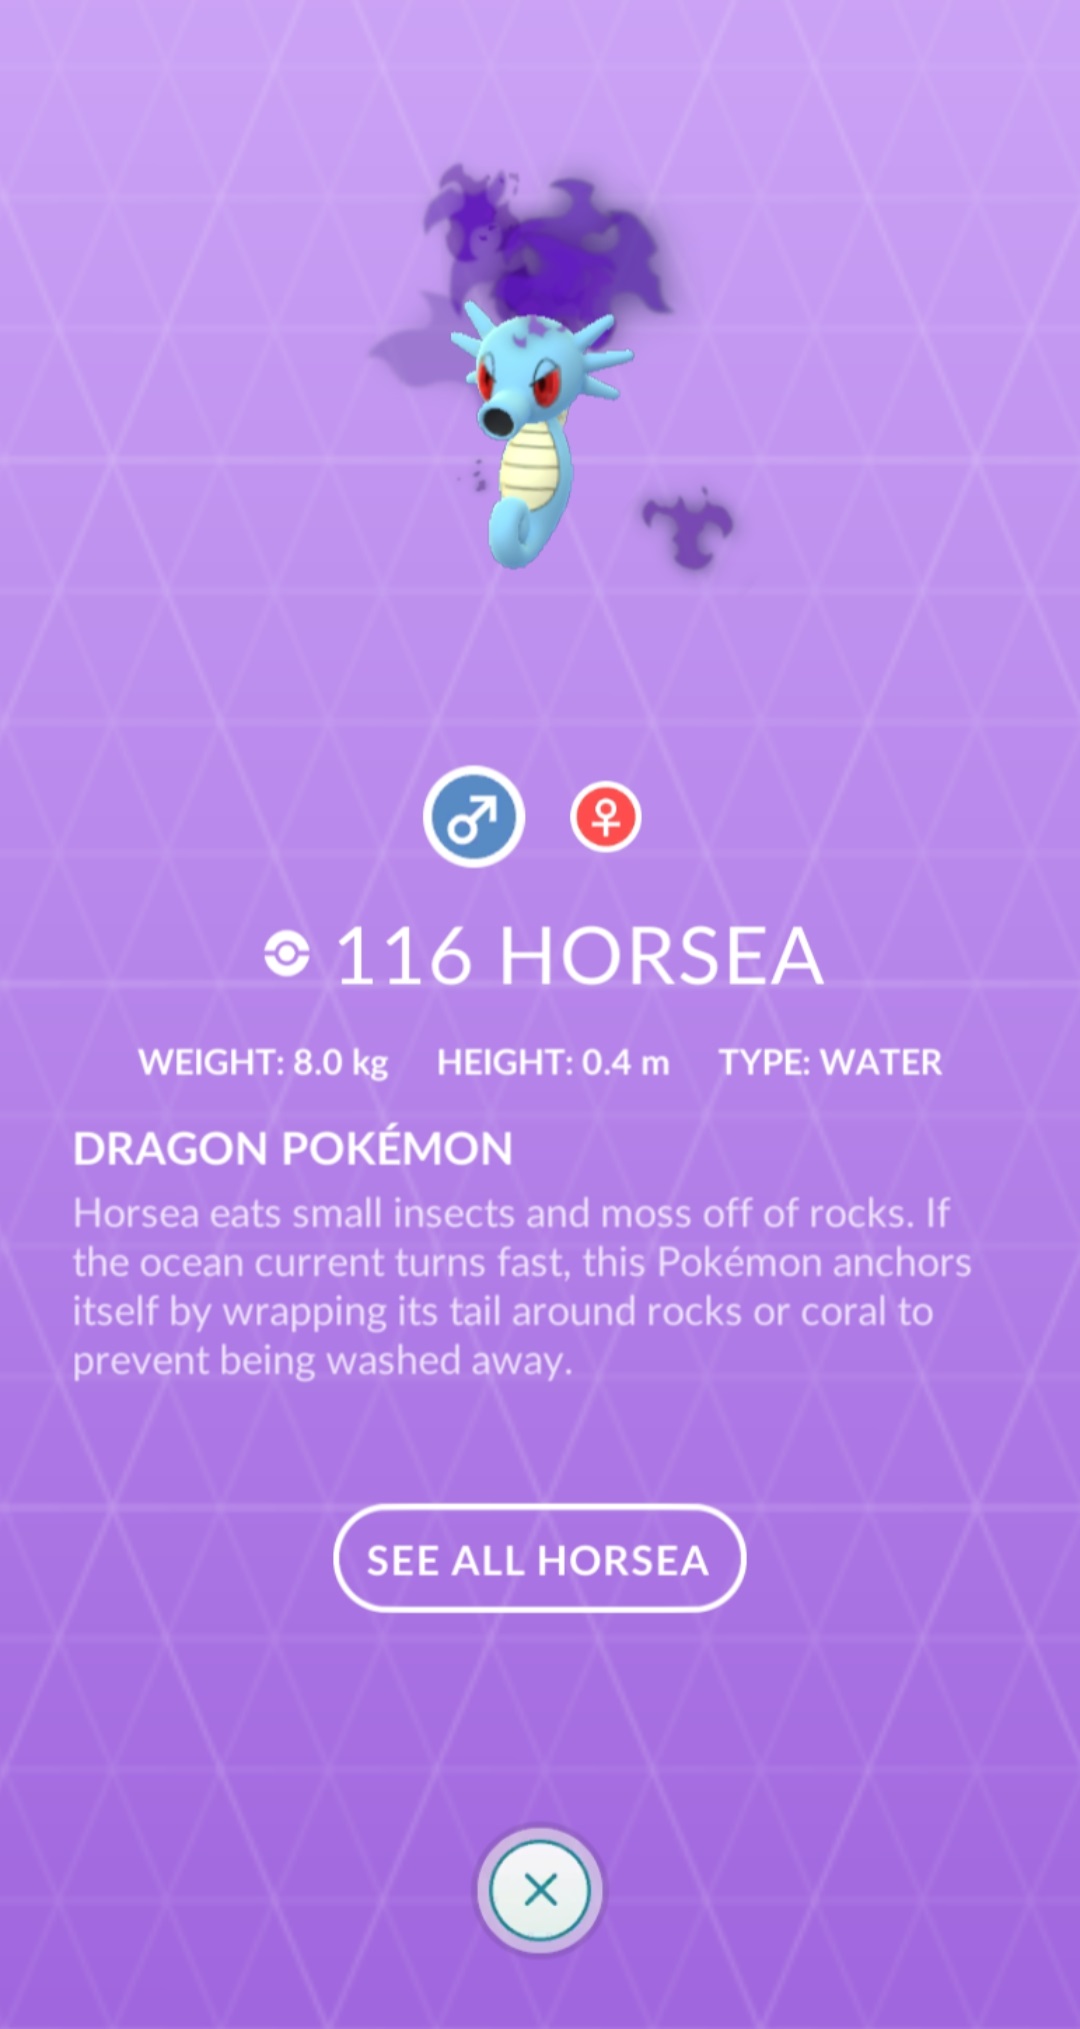 116 HORSEA
WEIGHT: 8.0 kg HEIGHT: 0.4 m TYPE: WATER
DRAGON POKÉMON
Horsea eats small insects and moss off of rocks. If
the ocean current turns fast, this Pokémon anchors
itself by wrapping its tail around rocks or coral to
prevent being washed away.
SEE ALL HORSEA